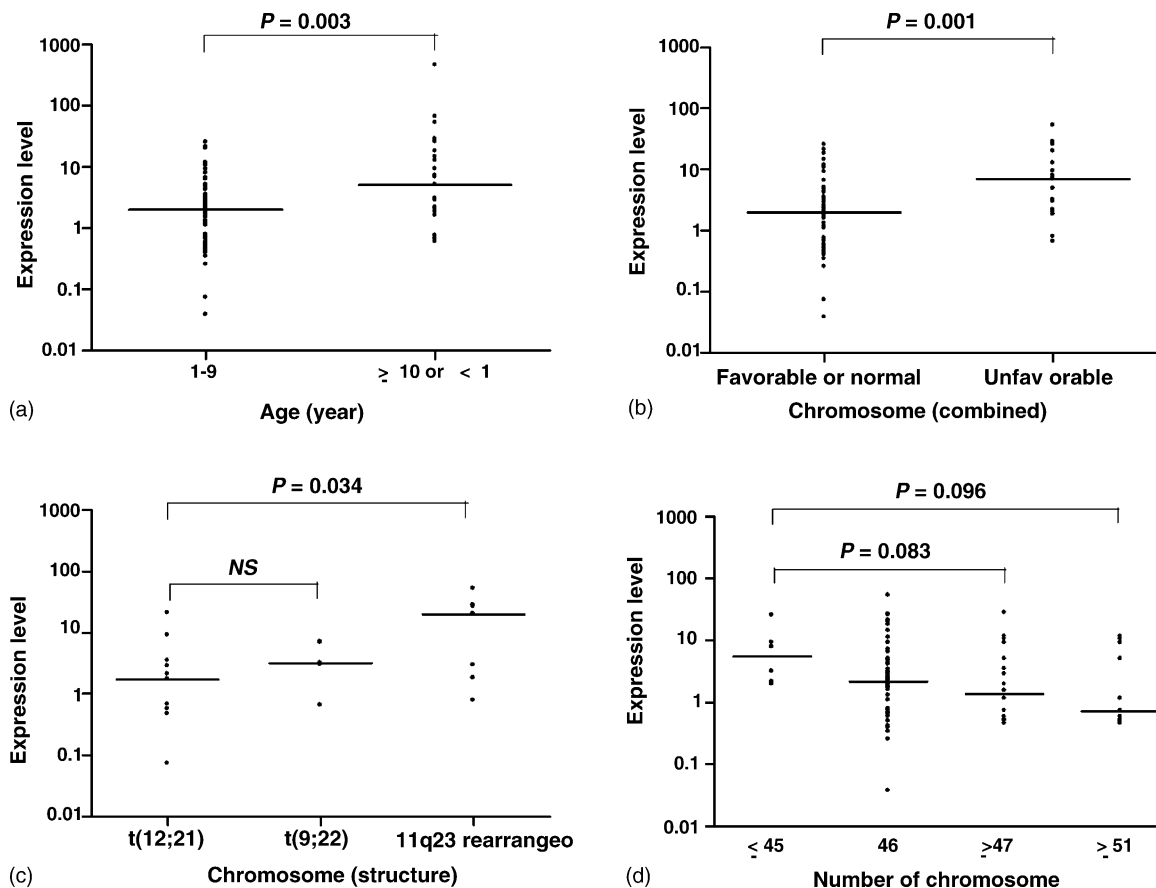 P = 0.003
1000
100
10
1
0.1
0.01
Expression level
1-9
≥ 10 or < 1
(a)
Age (year)
P = 0.001
1000
100
10
1
0.1
0.01
Expression level
Favorable or normal
Unfav orable
(b)
Chromosome (combined)
P = 0.034
NS
1000
100
10
1
0.1
0.01
Expression level
t(12;21)
t(9;22)
11q23 rearrangeo
(c)
Chromosome (structure)
P = 0.096
P = 0.083
1000
100
10
1
0.1
0.01
Expression level
≤ 45
46
≥47
≥ 51
(d)
Number of chromosome